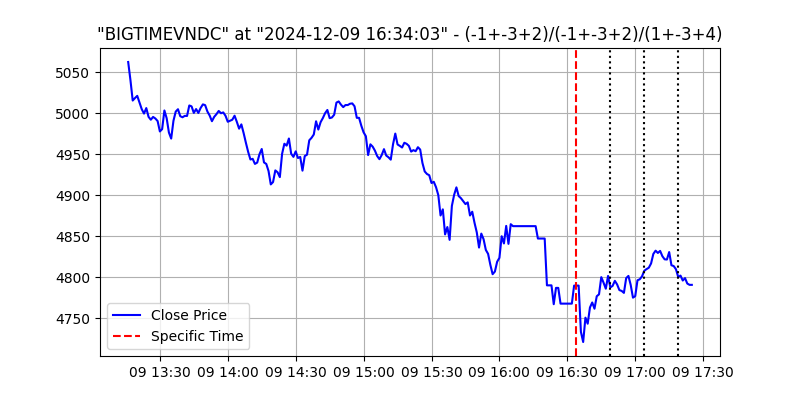 "BIGTIMEVNDC" at "2024-12-09 16:34:03" - (-1+-3+2)/(-1+-3+2)/(1+-3+4)
5050
5000
4950
4900
4850
4800
4750
Close Price
Specific Time
09 13:30 09 14:00 09 14:30 09 15:00 09 15:30 09 16:00 09 16:30 09 17:00 09 17:30